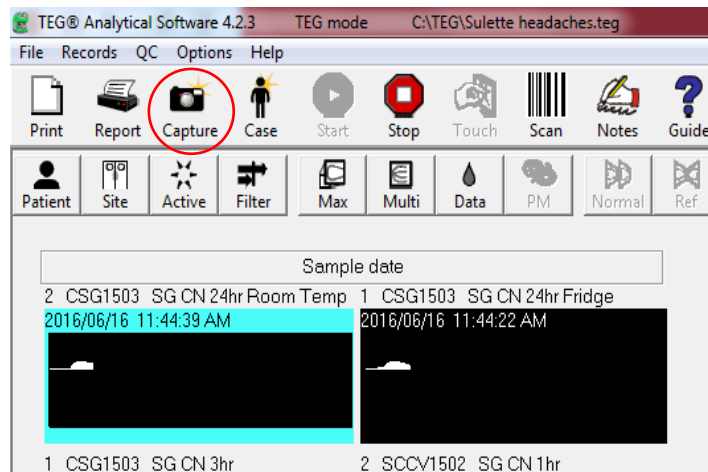 TEG® Analytical Software 4.2.3 TEG mode C:\TEG\Sulette headaches.teg
File Records QC Options Help
Print Report Capture Case Start Stop Touch Scan Notes Guide
Patient Site Active Filter Max Multi Data PM Normal Ref
Sample date
2 CSG1503 SG CN 24hr Room Temp 1 CSG1503 SG CN 24hr Fridge
2016/06/16 11:44:39 AM 2016/06/16 11:44:22 AM
1 CSG1503 SG CN 3hr 2 SCCV1502 SG CN 1hr